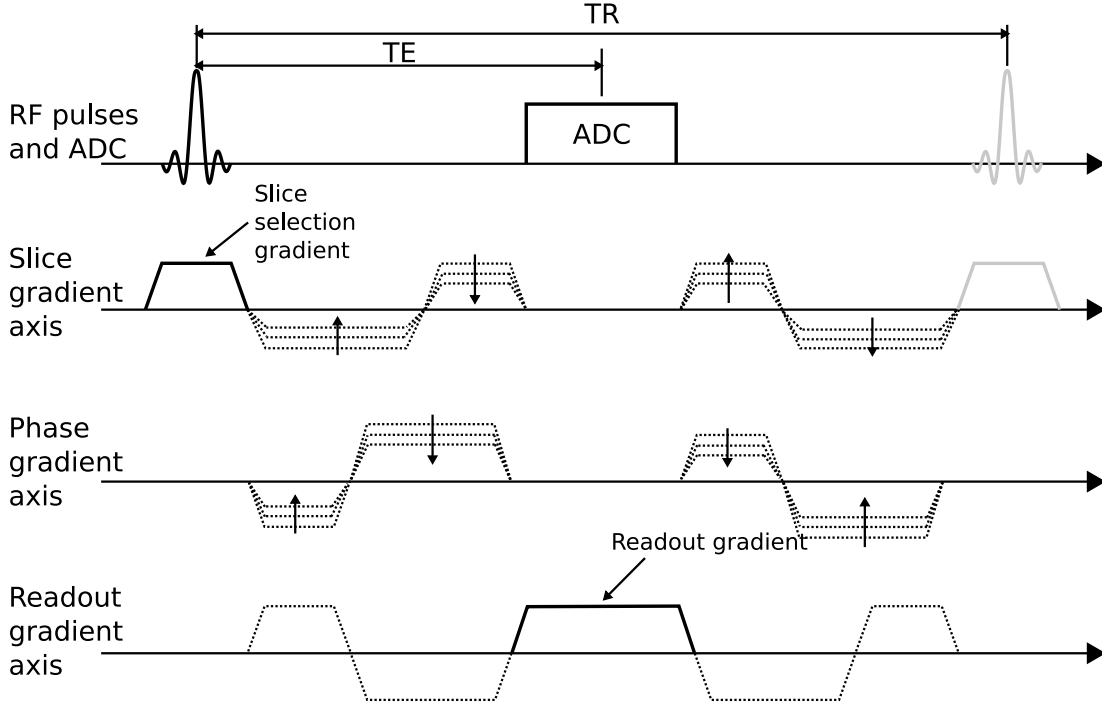 TR
TE
RF pulses
and ADC
ADC
Slice
selection
gradient
Slice
gradient
axis
Phase
gradient
axis
Readout gradient
Readout
gradient
axis